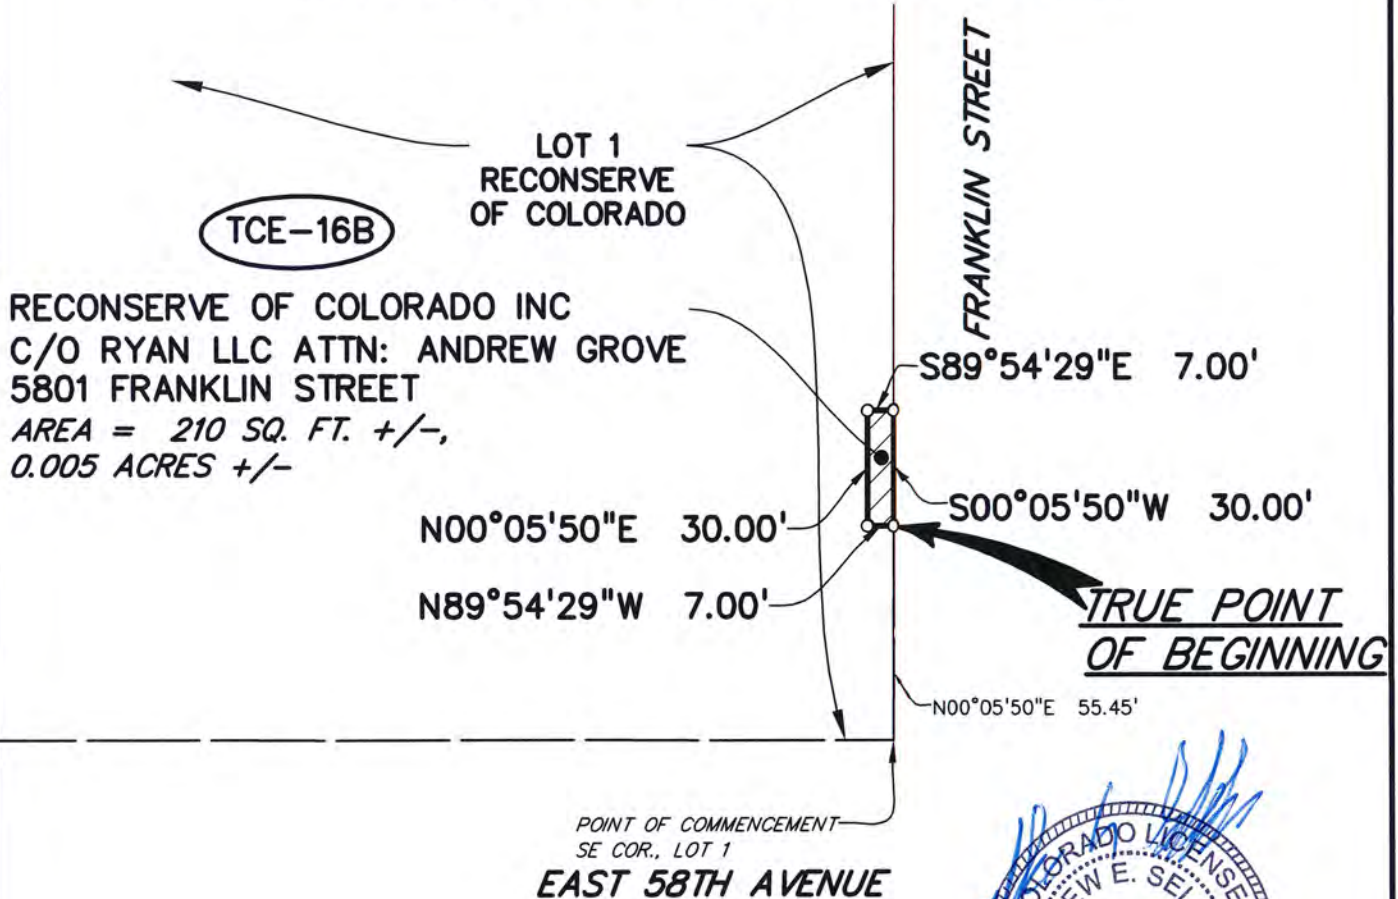 FRANKLIN STREET
LOT 1
RECONSERVE
OF COLORADO
TCE-16B
RECONSERVE OF COLORADO INC
C/O RYAN LLC ATTN: ANDREW GROVE
5801 FRANKLIN STREET
AREA = 210 SQ. FT. +/-,
0.005 ACRES +/-
S89°54'29"E 7.00'
S00°05'50"W 30.00'
N00°05'50"E 30.00'
N89°54'29"W 7.00'
TRUE POINT
OF BEGINNING
N00°05'50"E 55.45'
POINT OF COMMENCEMENT
SE COR., LOT 1
EAST 58TH AVENUE
COLORADO LICENSE
E. SEI